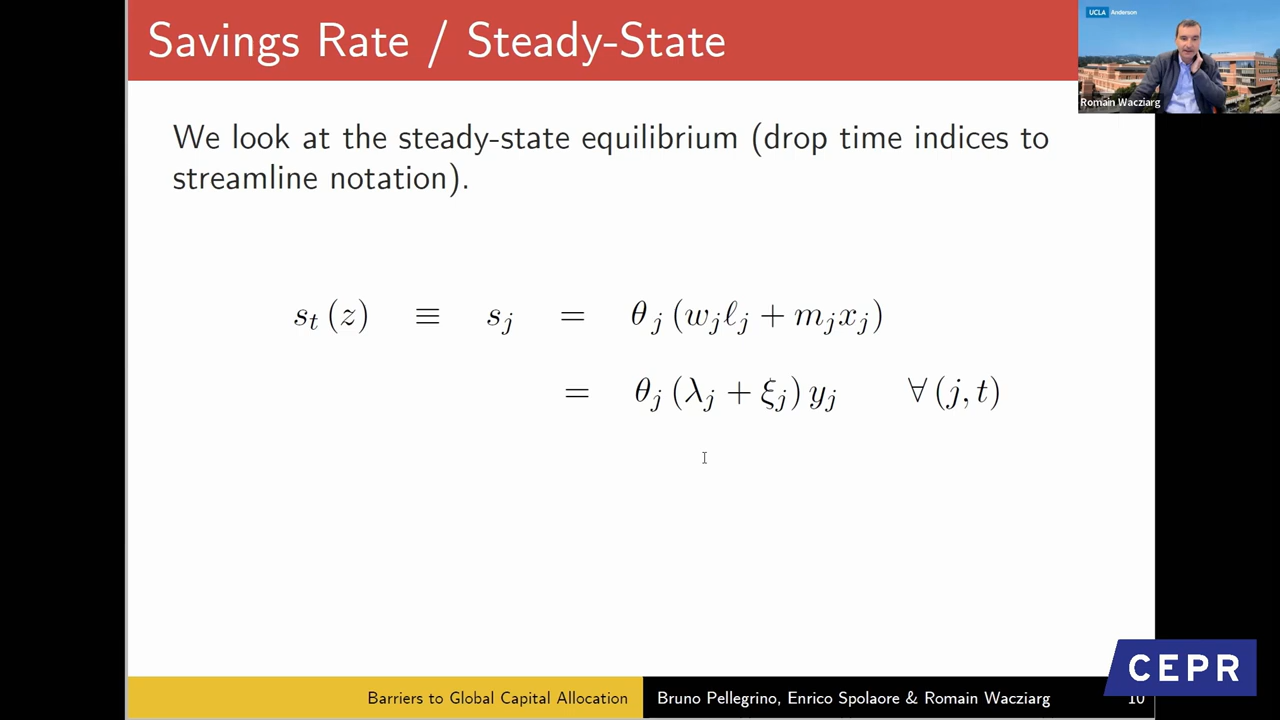 Savings Rate / Steady-State
UCLA Anderson
Romain Wacziarg
We look at the steady-state equilibrium (drop time indices to
streamline notation).
s_t (z) ≡ s_j = θ_j (w_j ℓ_j + m_j x_j)
= θ_j (λ_j + ξ_j) y_j ∀ (j, t)
CEPR
Barriers to Global Capital Allocation
Bruno Pellegrino, Enrico Spolaore & Romain Wacziarg
10